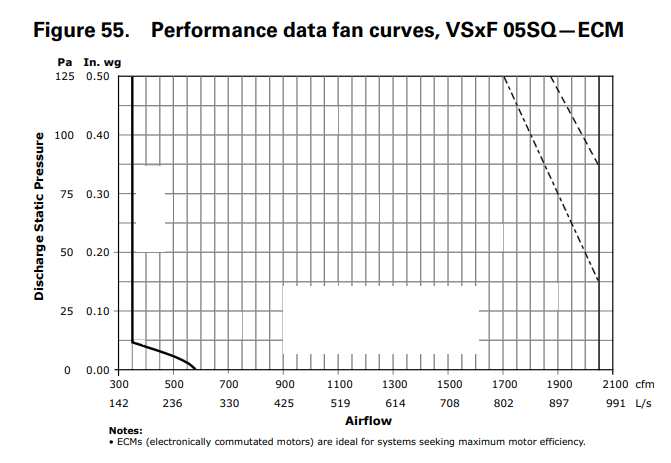 Figure 55. Performance data fan curves, VSxF 05SQ—ECM
Pa In. wg
125 0.50
100 0.40
75 0.30
50 0.20
25 0.10
0 0.00
Discharge Static Pressure
300 500 700 900 1100 1300 1500 1700 1900 2100 cfm
142 236 330 425 519 614 708 802 897 991 L/s
Airflow
Notes:
• ECMs (electronically commutated motors) are ideal for systems seeking maximum motor efficiency.